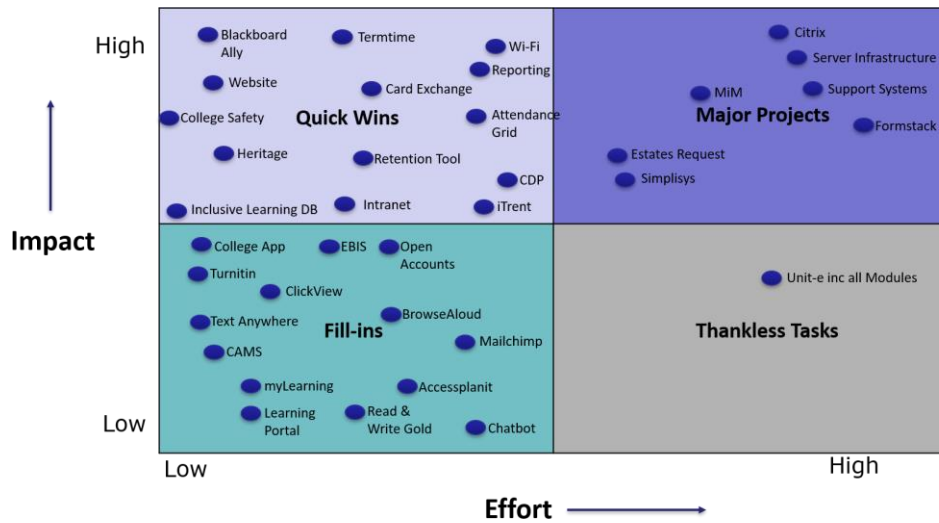 High
Blackboard
Ally
Termtime
Wi-Fi
Reporting
Website
Card Exchange
College Safety
Quick Wins
Attendance
Grid
Heritage
Retention Tool
CDP
Inclusive Learning DB
Intranet
iTrent
Citrix
Server Infrastructure
MiM
Support Systems
Major Projects
Formstack
Estates Request
Simplisys
Impact
College App
EBIS
Open
Accounts
Turnitin
ClickView
Text Anywhere
BrowseAloud
Fill-ins
Mailchimp
CAMS
myLearning
Accessplanit
Learning
Portal
Read &
Write Gold
Chatbot
Unit-e inc all Modules
Thankless Tasks
Low
Low
High
Effort